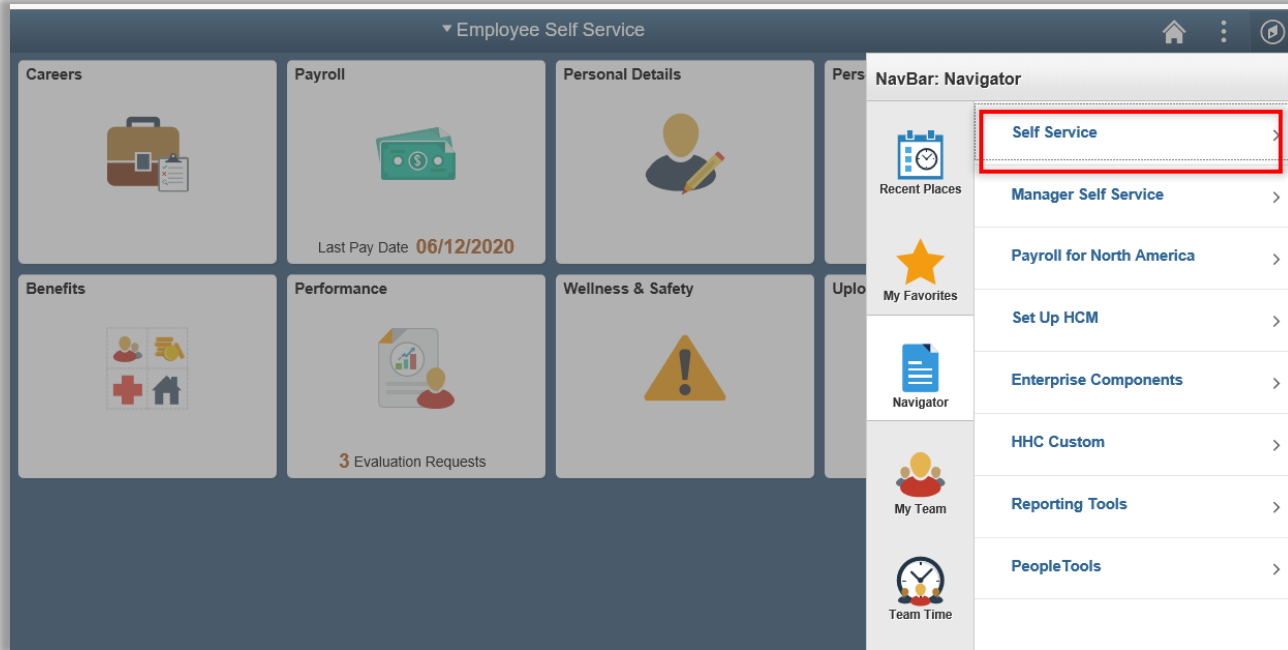 Employee Self Service
Careers
Payroll
Last Pay Date 06/12/2020
Personal Details
Pers
Benefits
Performance
3 Evaluation Requests
Wellness & Safety
Uplo
NavBar: Navigator
Recent Places
My Favorites
Navigator
My Team
Team Time
Self Service
Manager Self Service
Payroll for North America
Set Up HCM
Enterprise Components
HHC Custom
Reporting Tools
PeopleTools